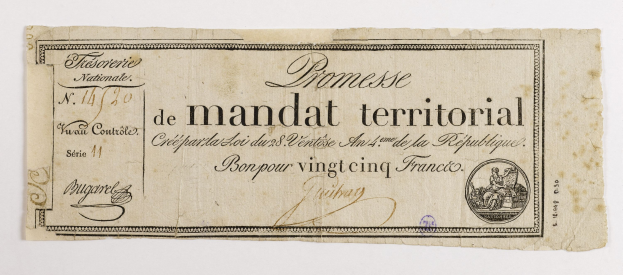 Trésorerie
Nationale.
N. 14520
Vu au Contrôle.
Série 11
Bugarel
Promesse
de mandat territorial
Créé par la Loi du 28 Ventôse An 4.eme de la République.
Bon pour vingt cinq Francs.